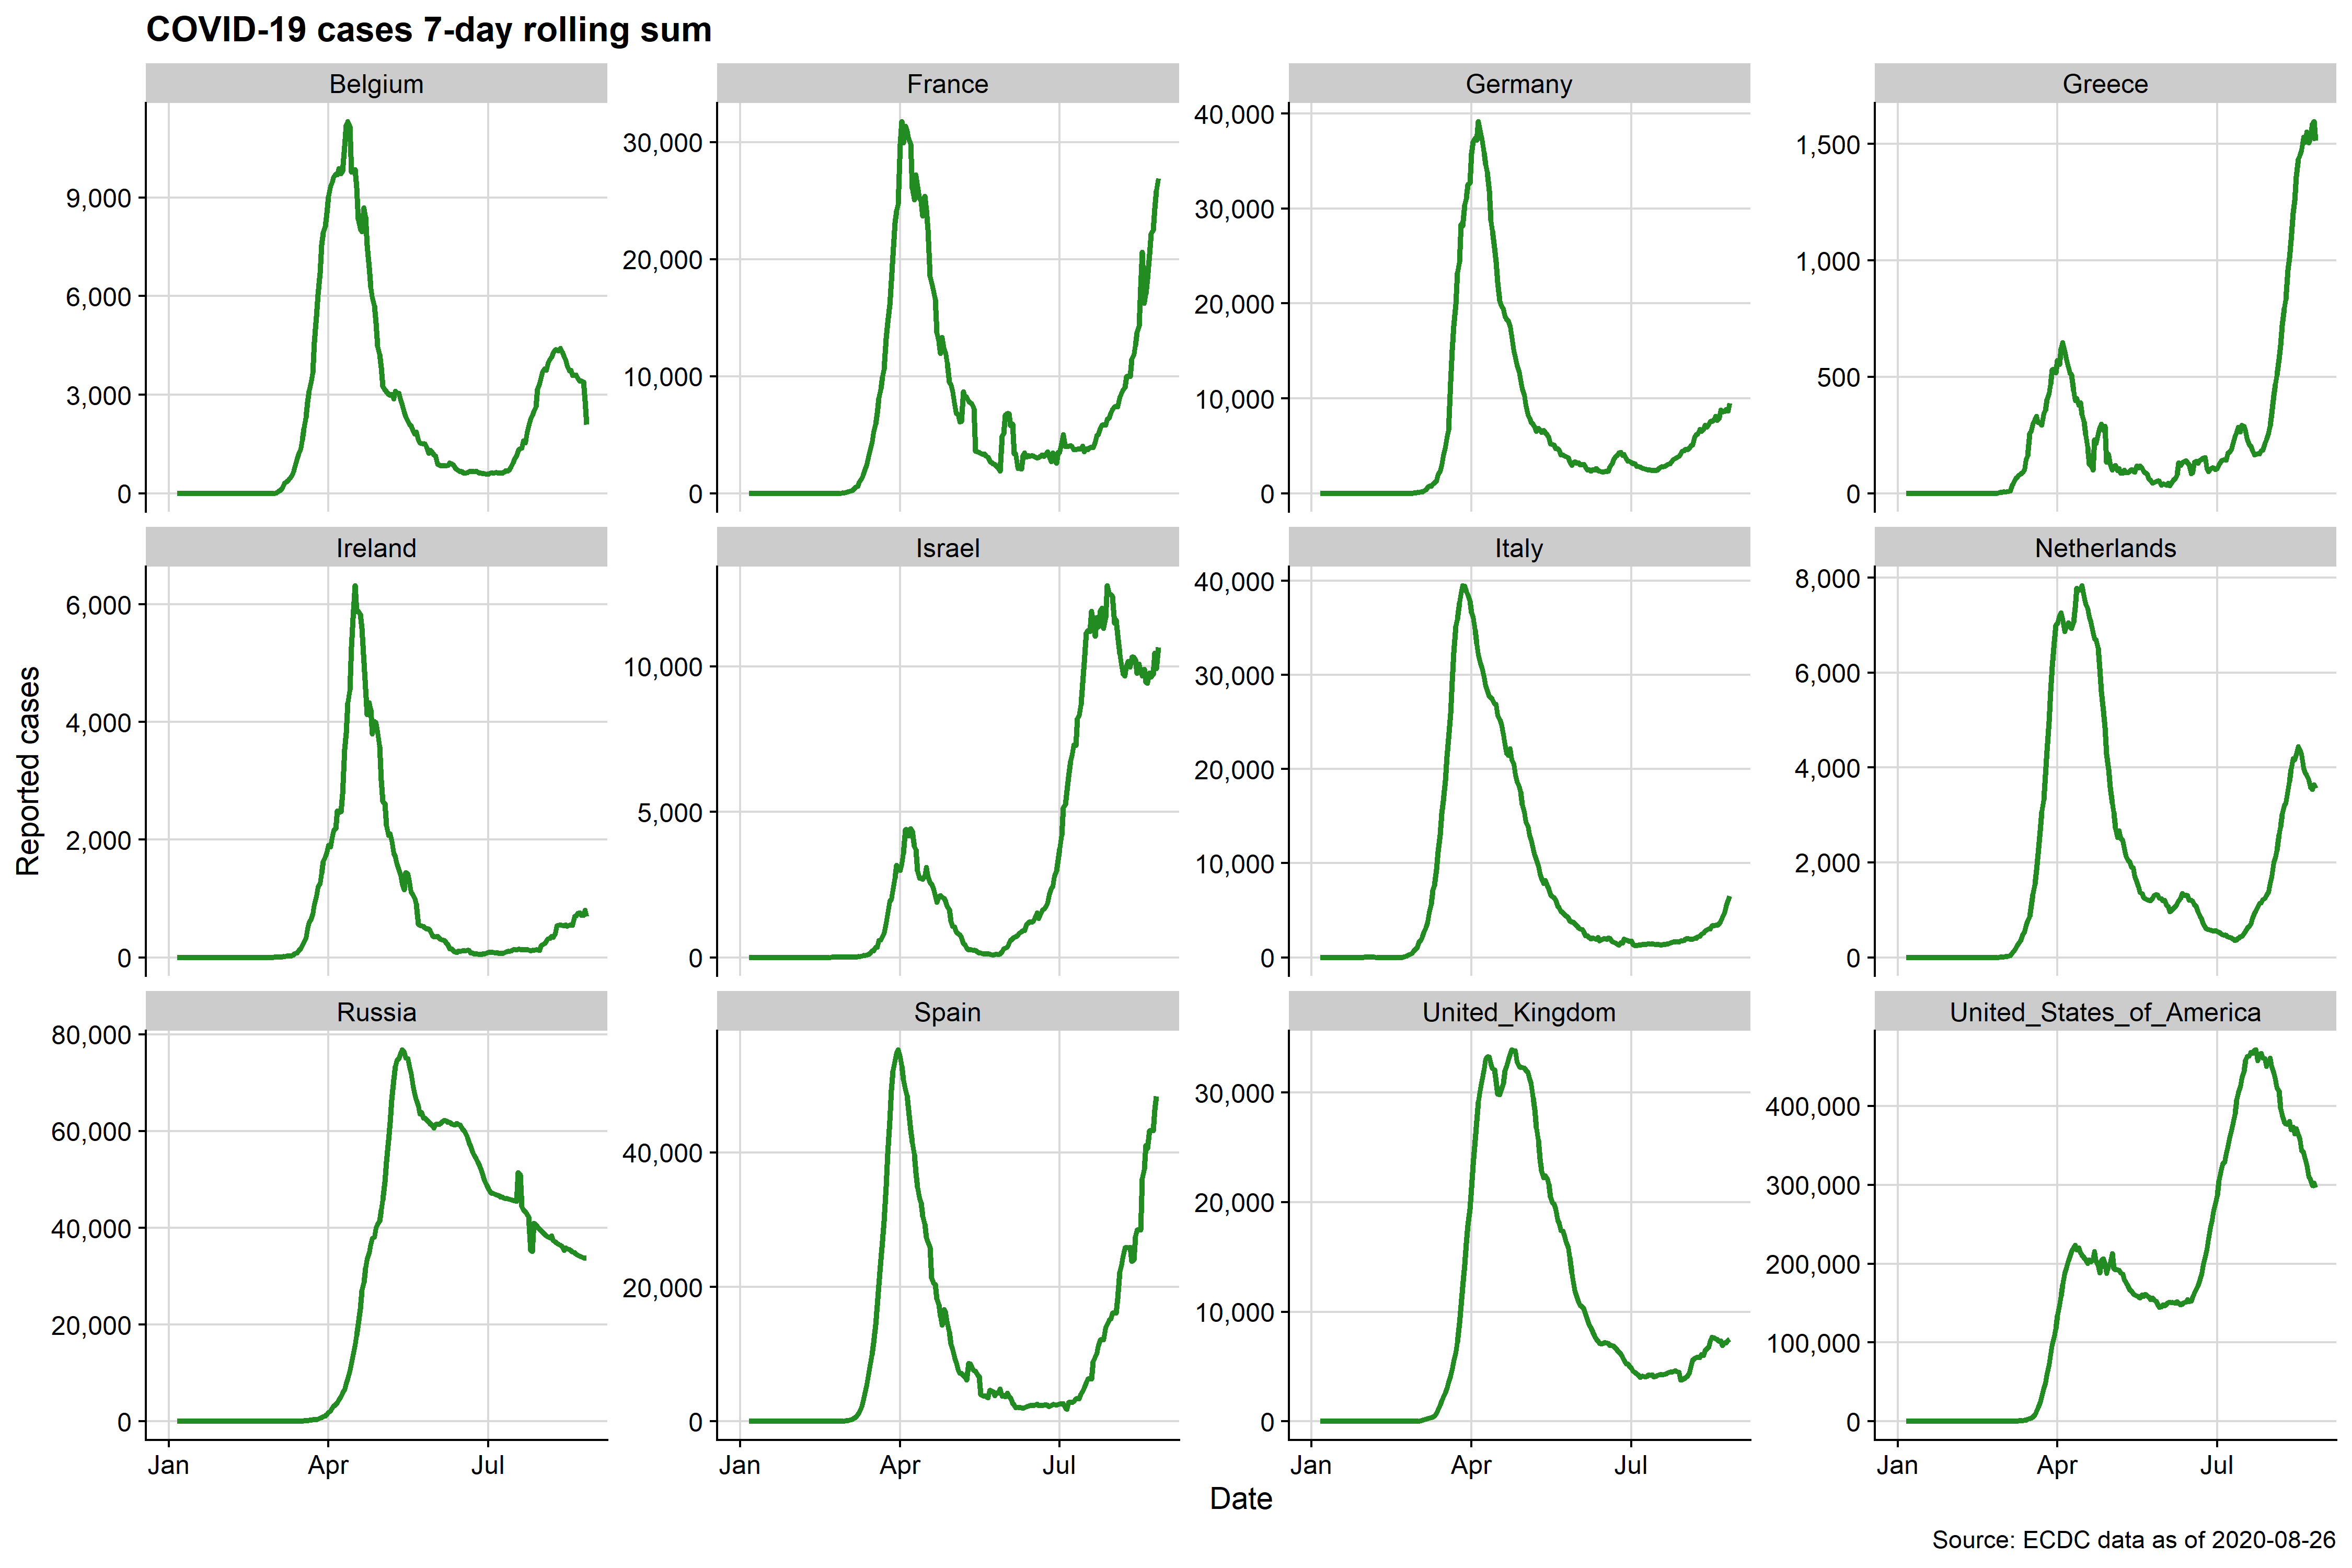 COVID-19 cases 7-day rolling sum
Belgium
France
Germany
Greece
9,000
6,000
3,000
0
30,000
20,000
10,000
0
40,000
30,000
20,000
10,000
0
1,500
1,000
500
0
Ireland
Israel
Italy
Netherlands
6,000
4,000
2,000
0
10,000
5,000
0
40,000
30,000
20,000
10,000
0
8,000
6,000
4,000
2,000
0
Reported cases
Russia
Spain
United_Kingdom
United_States_of_America
80,000
60,000
40,000
20,000
0
40,000
20,000
0
30,000
20,000
10,000
0
400,000
300,000
200,000
100,000
0
Jan Apr Jul
Jan Apr Jul
Jan Apr Jul
Jan Apr Jul
Date
Source: ECDC data as of 2020-08-26